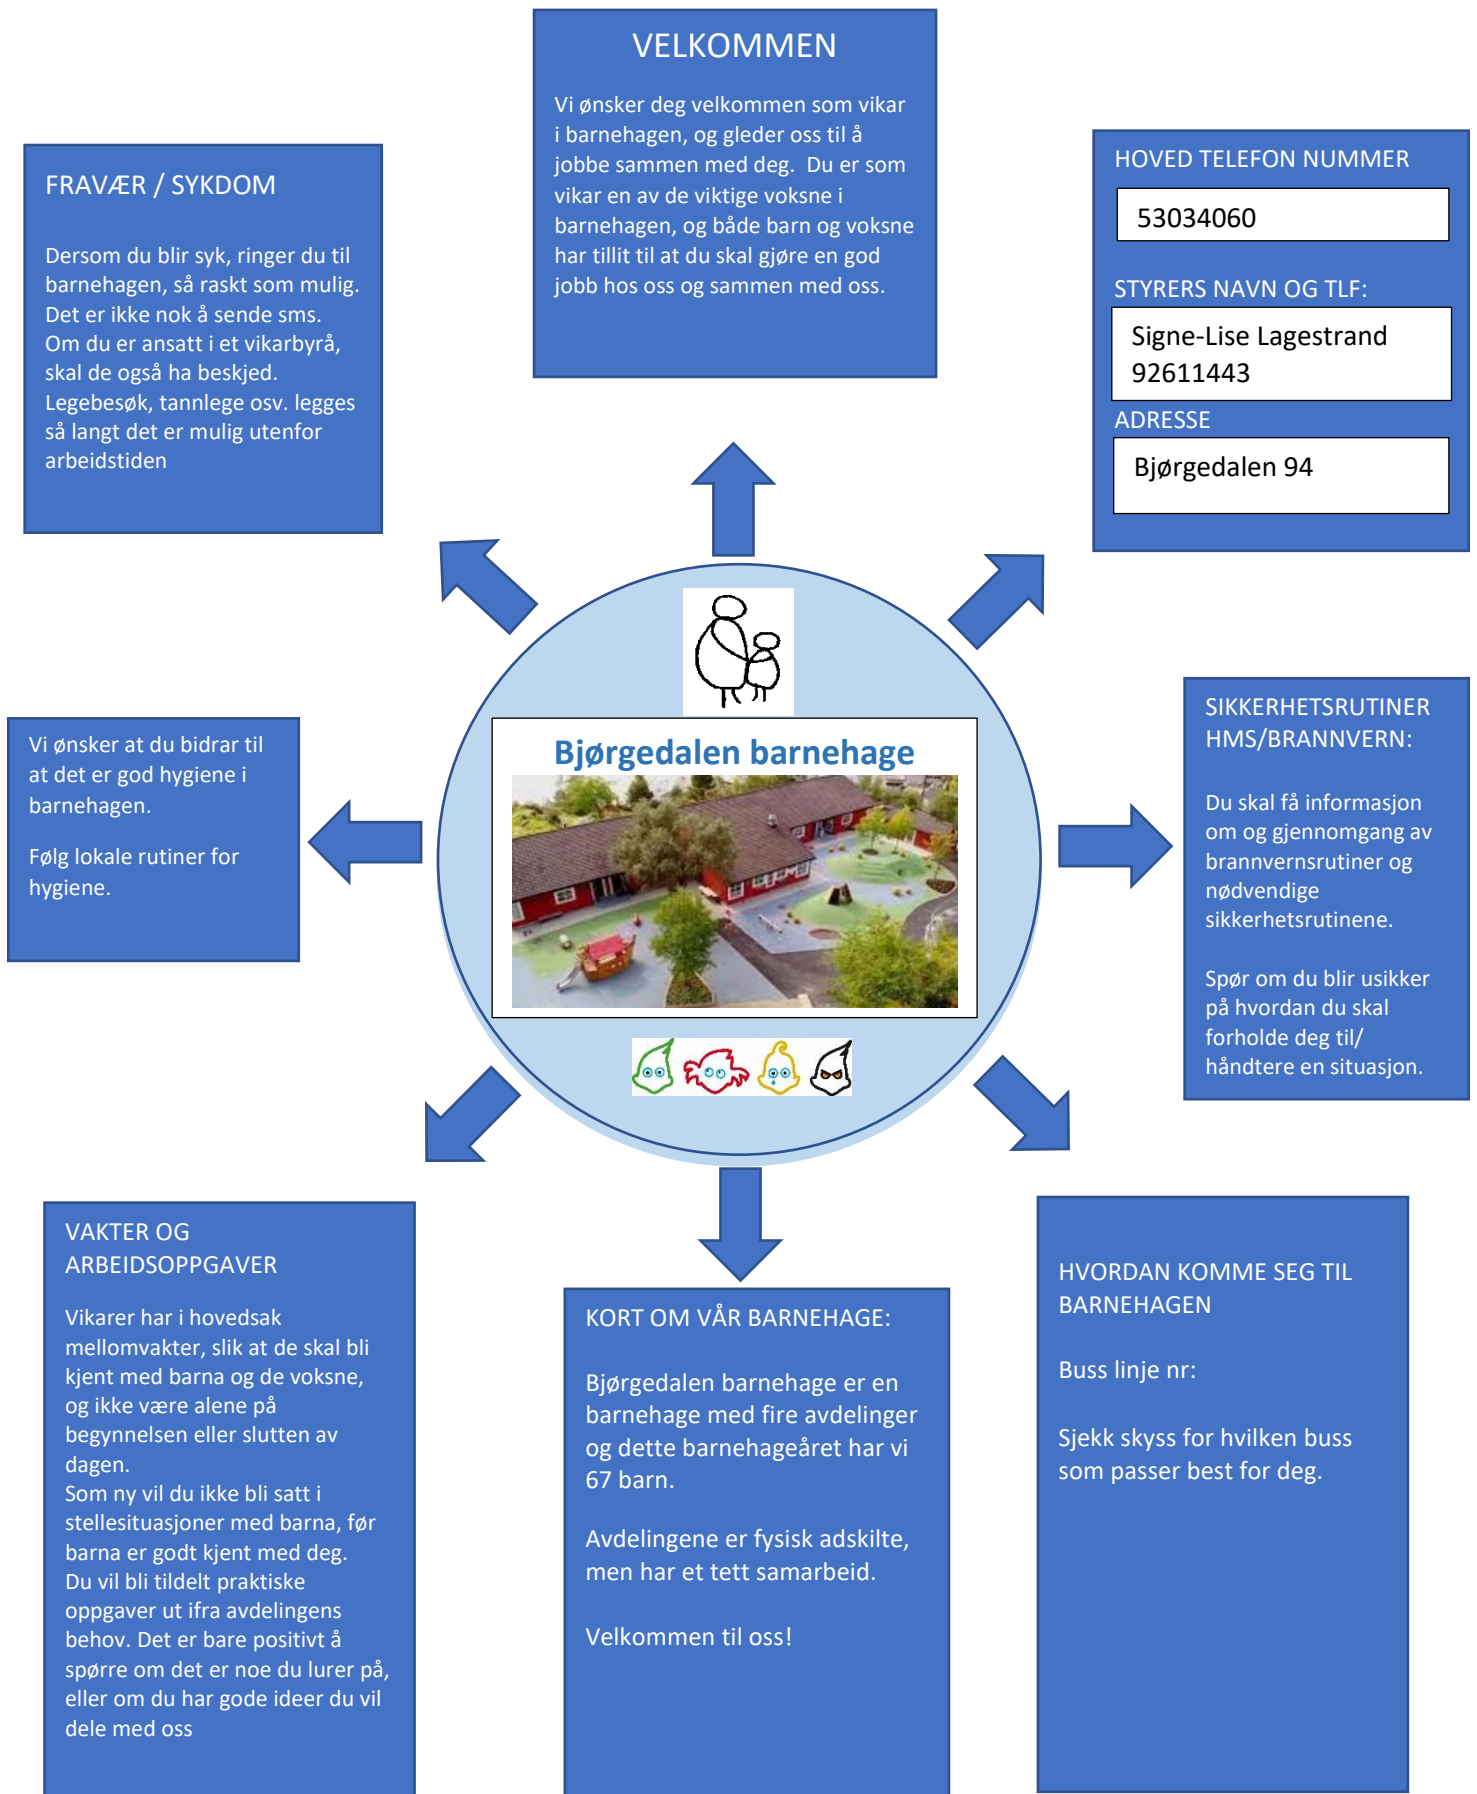 VELKOMMEN
Vi ønsker deg velkommen som vikar
i barnehagen, og gleder oss til å
jobbe sammen med deg.  Du er som
vikar en av de viktige voksne i
barnehagen, og både barn og voksne
har tillit til at du skal gjøre en god
jobb hos oss og sammen med oss.
FRAVÆR / SYKDOM
Dersom du blir syk, ringer du til
barnehagen, så raskt som mulig.
Det er ikke nok å sende sms.
Om du er ansatt i et vikarbyrå,
skal de også ha beskjed.
Legebesøk, tannlege osv. legges
så langt det er mulig utenfor
arbeidstiden
HOVED TELEFON NUMMER
53034060
STYRERS NAVN OG TLF:
Signe-Lise Lagestrand
92611443
ADRESSE
Bjørgedalen 94
Vi ønsker at du bidrar til
at det er god hygiene i
barnehagen.
Følg lokale rutiner for
hygiene.
Bjørgedalen barnehage
SIKKERHETSRUTINER
HMS/BRANNVERN:
Du skal få informasjon
om og gjennomgang av
brannvernsrutiner og
nødvendige
sikkerhetsrutinene.
Spør om du blir usikker
på hvordan du skal
forholde deg til/
håndtere en situasjon.
VAKTER OG
ARBEIDSOPPGAVER
Vikarer har i hovedsak
mellomvakter, slik at de skal bli
kjent med barna og de voksne,
og ikke være alene på
begynnelsen eller slutten av
dagen.
Som ny vil du ikke bli satt i
stellesituasjoner med barna, før
barna er godt kjent med deg.
Du vil bli tildelt praktiske
oppgaver ut ifra avdelingens
behov. Det er bare positivt å
spørre om det er noe du lurer på,
eller om du har gode ideer du vil
dele med oss
KORT OM VÅR BARNEHAGE:
Bjørgedalen barnehage er en
barnehage med fire avdelinger
og dette barnehageåret har vi
67 barn.
Avdelingene er fysisk adskilte,
men har et tett samarbeid.
Velkommen til oss!
HVORDAN KOMME SEG TIL
BARNEHAGEN
Buss linje nr:
Sjekk skyss for hvilken buss
som passer best for deg.